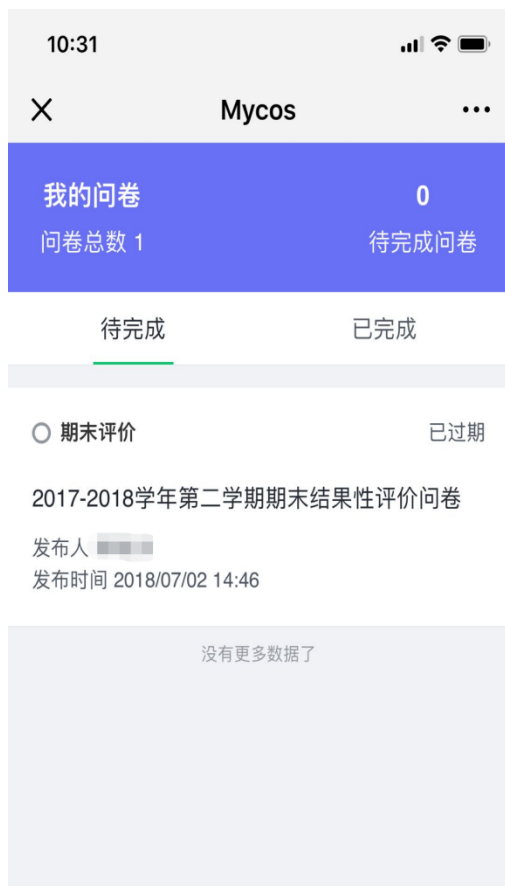 10:31
Mycos
我的问卷
0
问卷总数 1
待完成问卷
待完成
已完成
期末评价
已过期
2017-2018学年第二学期期末结果性评价问卷
发布人
发布时间 2018/07/02 14:46
没有更多数据了